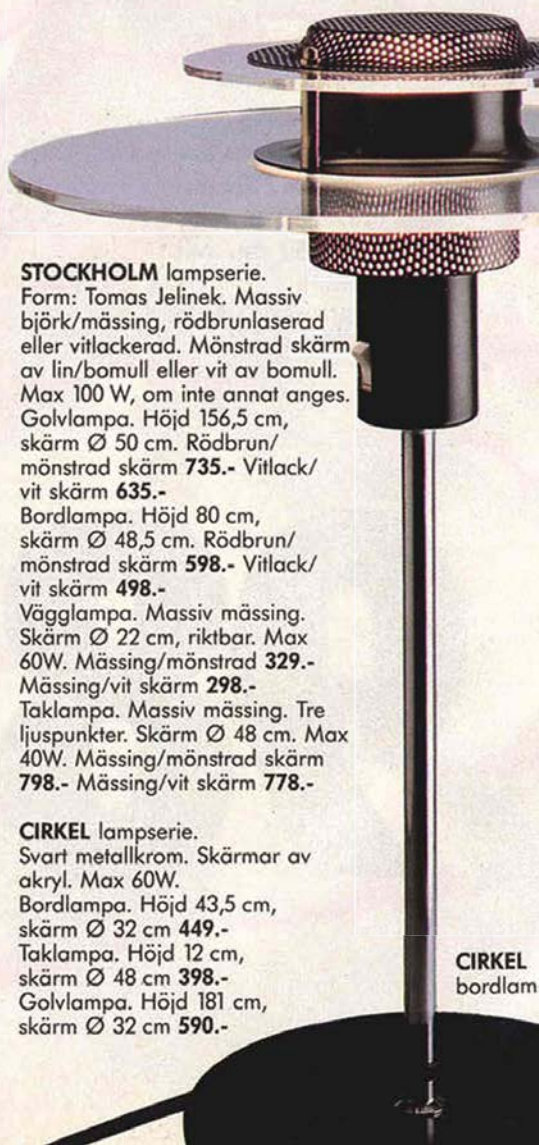 STOCKHOLM lampserie.
Form: Tomas Jelinek. Massiv
björk/mässing, rödbrunlaserad
eller vitlackerad. Mönstrad skärm
av lin/bomull eller vit av bomull.
Max 100 W, om inte annat anges.
Golvlampa. Höjd 156,5 cm,
skärm Ø 50 cm. Rödbrun/
mönstrad skärm 735.- Vitlack/
vit skärm 635.-
Bordlampa. Höjd 80 cm,
skärm Ø 48,5 cm. Rödbrun/
mönstrad skärm 598.- Vitlack/
vit skärm 498.-
Vägglampa. Massiv mässing.
Skärm Ø 22 cm, riktbar. Max
60W. Mässing/mönstrad 329.-
Mässing/vit skärm 298.-
Taklampa. Massiv mässing. Tre
ljuspunkter. Skärm Ø 48 cm. Max
40W. Mässing/mönstrad skärm
798.- Mässing/vit skärm 778.-
CIRKEL lampserie.
Svart metallkrom. Skärmar av
akryl. Max 60W.
Bordlampa. Höjd 43,5 cm,
skärm Ø 32 cm 449.-
Taklampa. Höjd 12 cm,
skärm Ø 48 cm 398.-
Golvlampa. Höjd 181 cm,
skärm Ø 32 cm 590.-
CIRKEL
bordlam